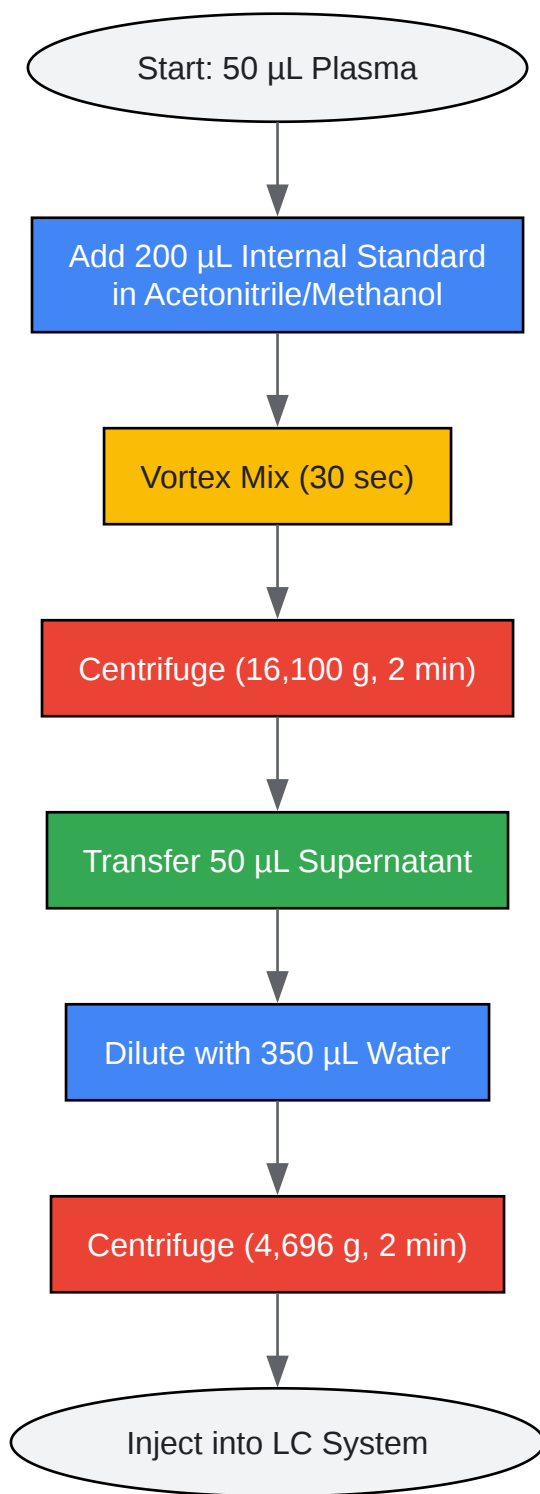 Start: 50 µL Plasma
Add 200 µL Internal Standard
in Acetonitrile/Methanol
Vortex Mix (30 sec)
Centrifuge (16,100 g, 2 min)
Transfer 50 µL Supernatant
Dilute with 350 µL Water
Centrifuge (4,696 g, 2 min)
Inject into LC System